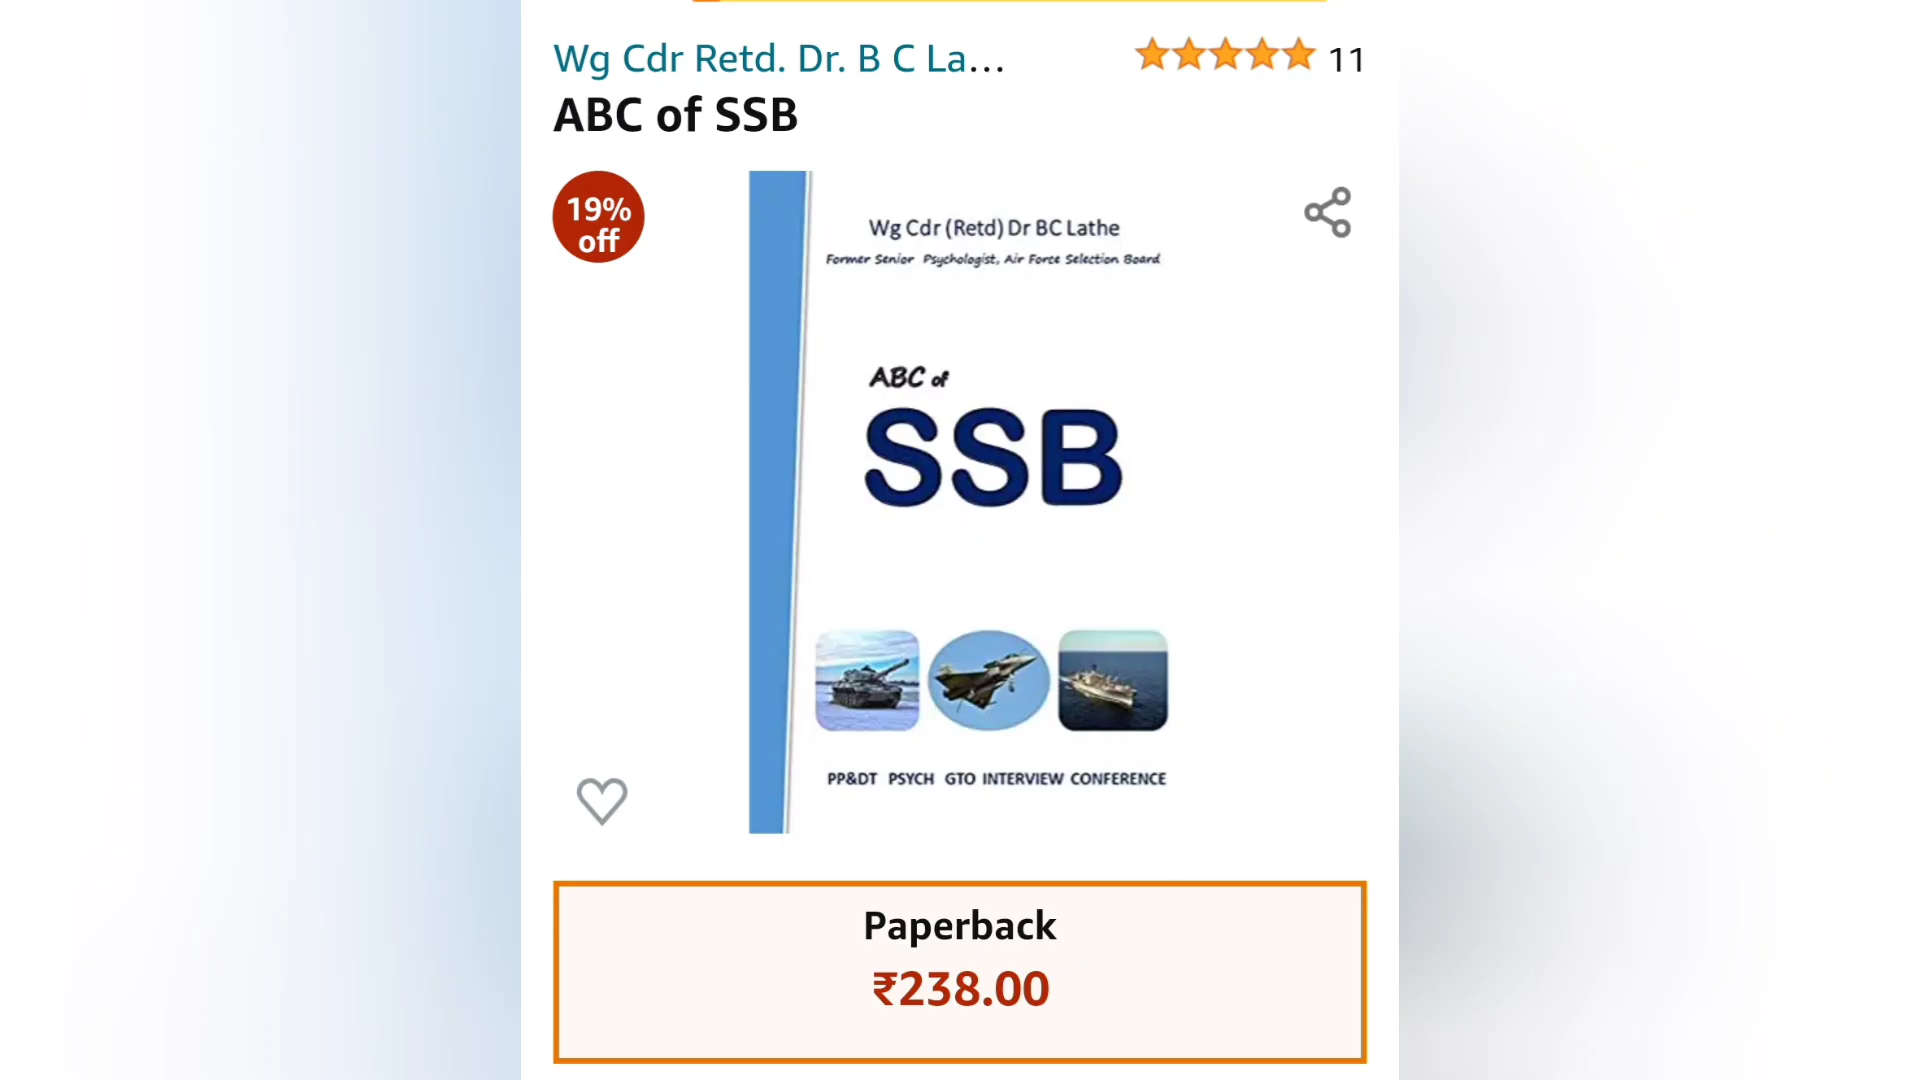 Wg Cdr Retd. Dr. B C La... 11
ABC of SSB
19%
off
Wg Cdr (Retd) Dr BC Lathe
Former Senior Psychologist, Air Force Selection Board
ABC of
SSB
PP&DT PSYCH GTO INTERVIEW CONFERENCE
Paperback
₹238.00